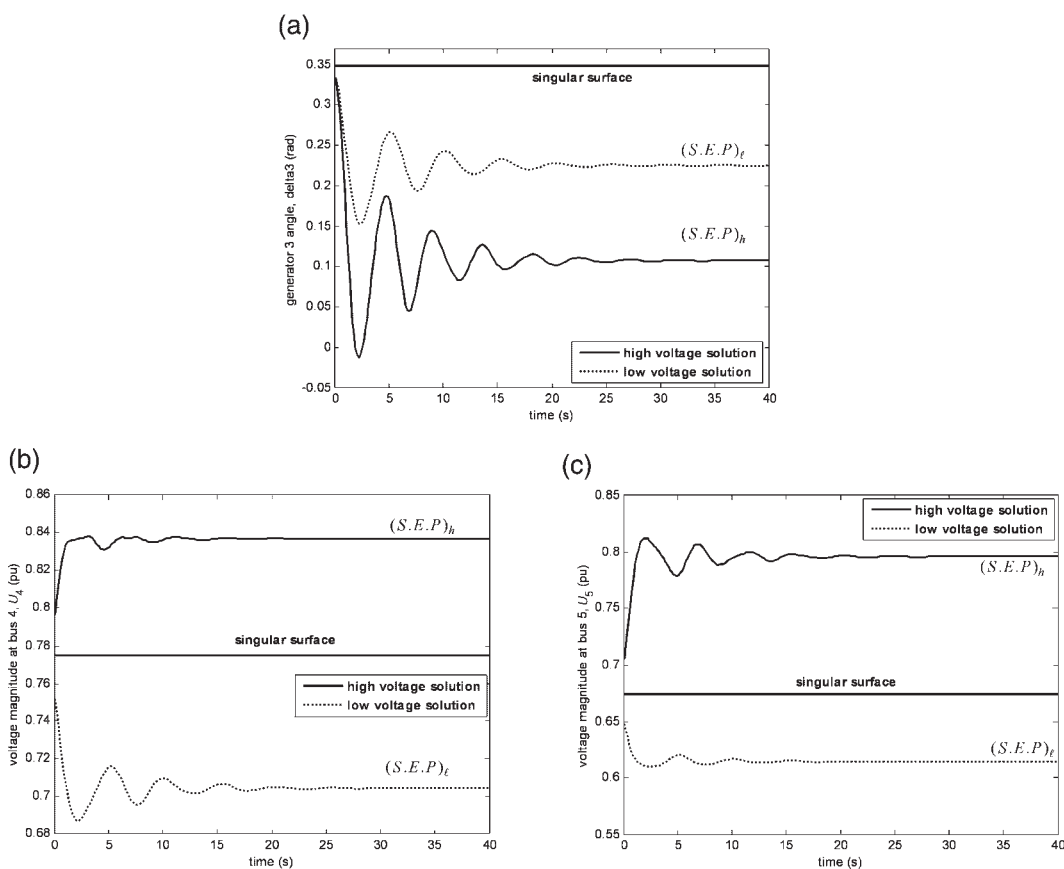 (a)
0.35
singular surface
0.3
0.25
(S.E.P)ℓ
0.2
0.15
(S.E.P)h
0.1
0.05
0
-0.05
high voltage solution
low voltage solution
0 5 10 15 20 25 30 35 40
time (s)
generator 3 angle, delta3 (rad)
(b)
0.86
0.84
(S.E.P)h
0.82
0.8
0.78
singular surface
0.76
high voltage solution
low voltage solution
0.74
0.72
(S.E.P)ℓ
0.7
0.68
0 5 10 15 20 25 30 35 40
time (s)
voltage magnitude at bus 4, U4 (pu)
(c)
0.85
high voltage solution
low voltage solution
0.8
(S.E.P)h
0.75
0.7
singular surface
0.65
(S.E.P)ℓ
0.6
0.55
0 5 10 15 20 25 30 35 40
time (s)
voltage magnitude at bus 5, U5 (pu)